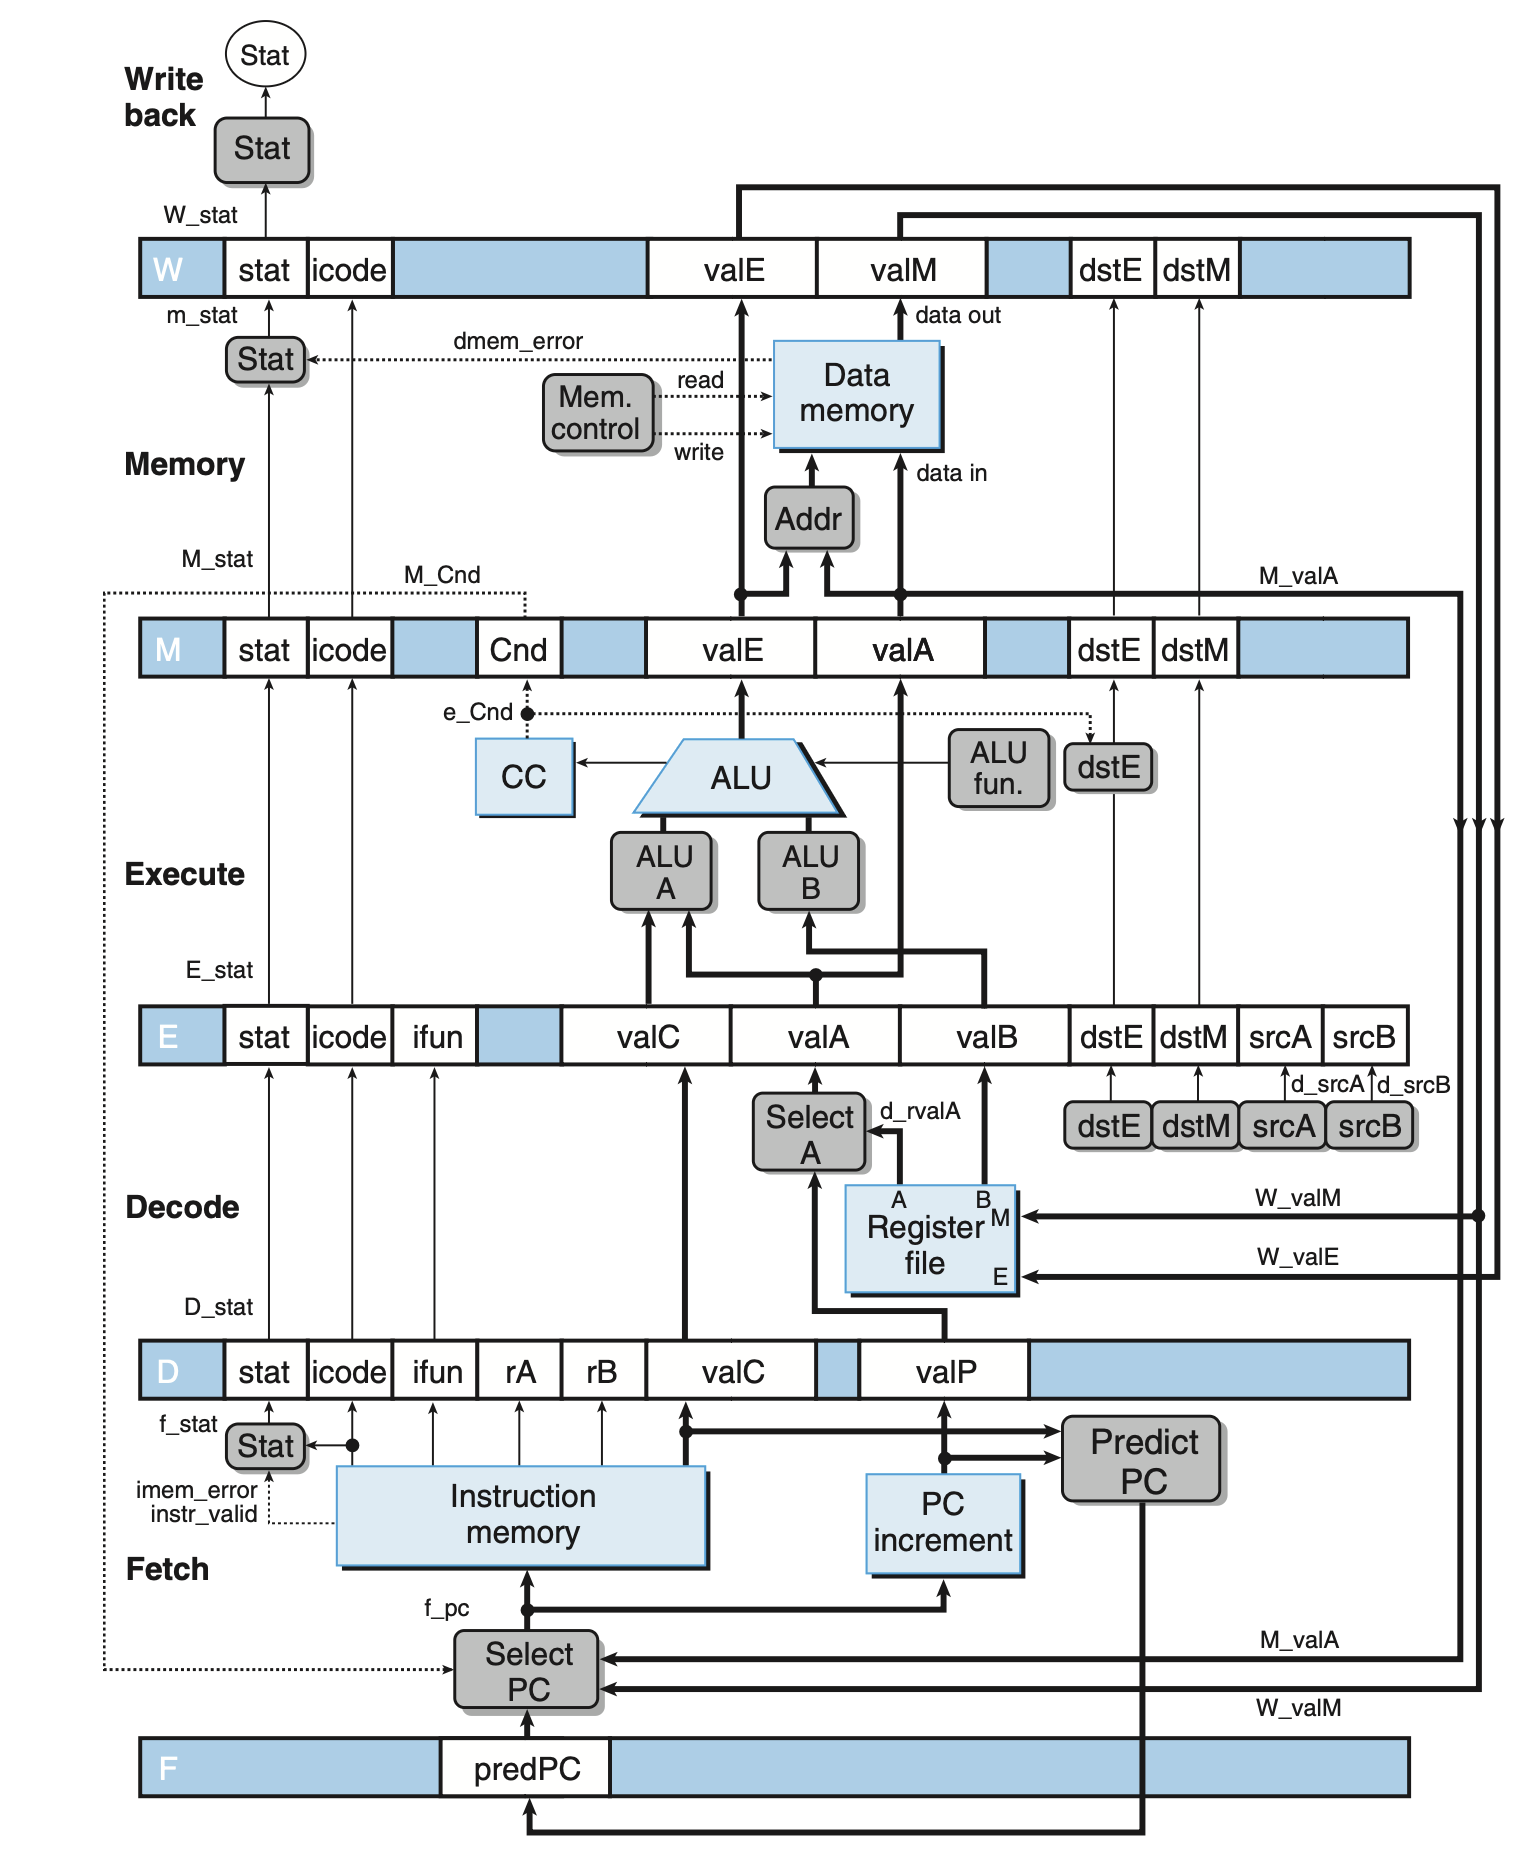 Stat
Write
back
Stat
W_stat
W
stat
icode
valE
valM
dstE
dstM
m_stat
data out
Stat
dmem_error
Data
memory
read
Mem.
control
write
Memory
data in
Addr
M_stat
M_Cnd
M_valA
M
stat
icode
Cnd
valE
valA
dstE
dstM
e_Cnd
CC
ALU
ALU
fun.
dstE
ALU
A
ALU
B
Execute
E_stat
E
stat
icode
ifun
valC
valA
valB
dstE
dstM
srcA
srcB
d_srcA
d_srcB
Select
A
d_rvalA
dstE
dstM
srcA
srcB
Decode
A
B
M
Register
file
E
W_valM
W_valE
D_stat
D
stat
icode
ifun
rA
rB
valC
valP
f_stat
Stat
Predict
PC
imem_error
instr_valid
Instruction
memory
PC
increment
Fetch
f_pc
Select
PC
M_valA
W_valM
F
predPC